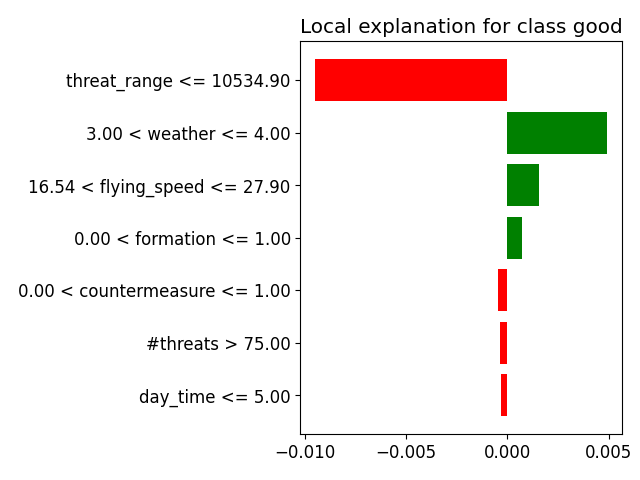 Local explanation for class good
threat_range <= 10534.90
3.00 < weather <= 4.00
16.54 < flying_speed <= 27.90
0.00 < formation <= 1.00
0.00 < countermeasure <= 1.00
#threats > 75.00
day_time <= 5.00
−0.010 −0.005 0.000 0.005